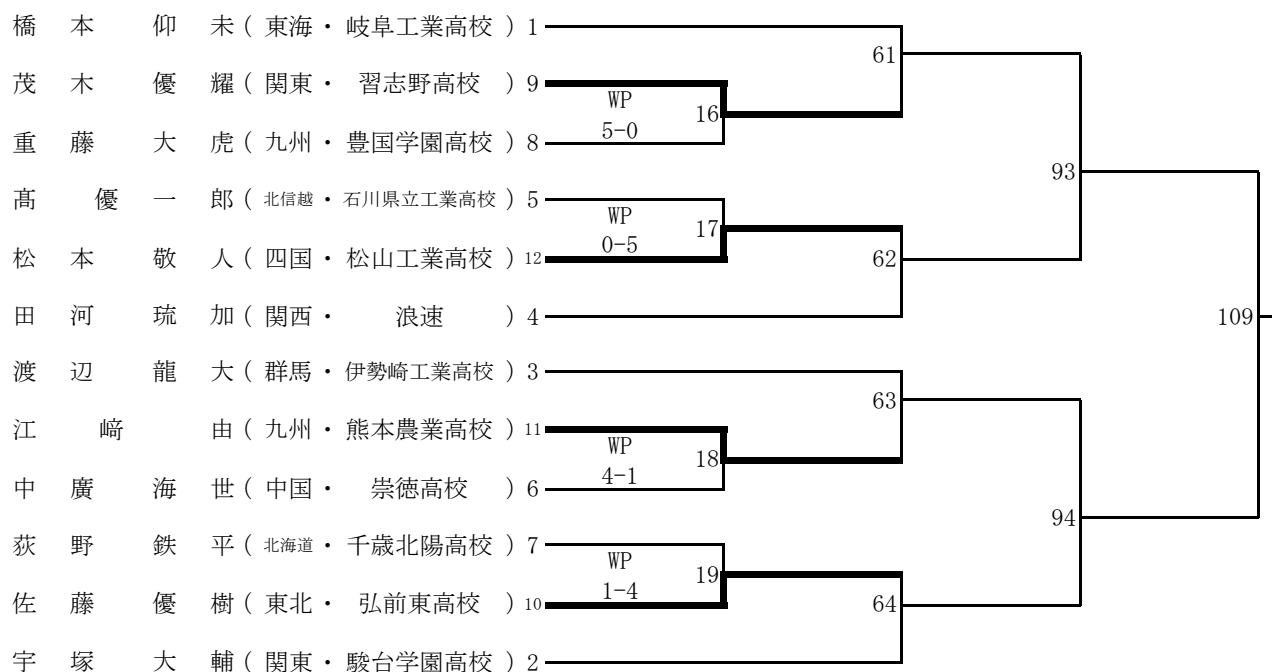 橋本 仰未 ( 東海 ・ 岐阜工業高校 ) 1
61
茂木 優耀 ( 関東 ・ 習志野高校 ) 9
WP
16
5-0
重藤 大虎 ( 九州 ・ 豊国学園高校 ) 8
93
髙 優一郎 ( 北信越 ・ 石川県立工業高校 ) 5
WP
17
0-5
松本 敬人 ( 四国 ・ 松山工業高校 ) 12
62
田河 琉加 ( 関西 ・ 浪速 ) 4
109
渡辺 龍大 ( 群馬 ・ 伊勢崎工業高校 ) 3
63
江﨑 由 ( 九州 ・ 熊本農業高校 ) 11
WP
18
4-1
中廣 海世 ( 中国 ・ 崇徳高校 ) 6
94
荻野 鉄平 ( 北海道 ・ 千歳北陽高校 ) 7
WP
19
1-4
佐藤 優樹 ( 東北 ・ 弘前東高校 ) 10
64
宇塚 大輔 ( 関東 ・ 駿台学園高校 ) 2